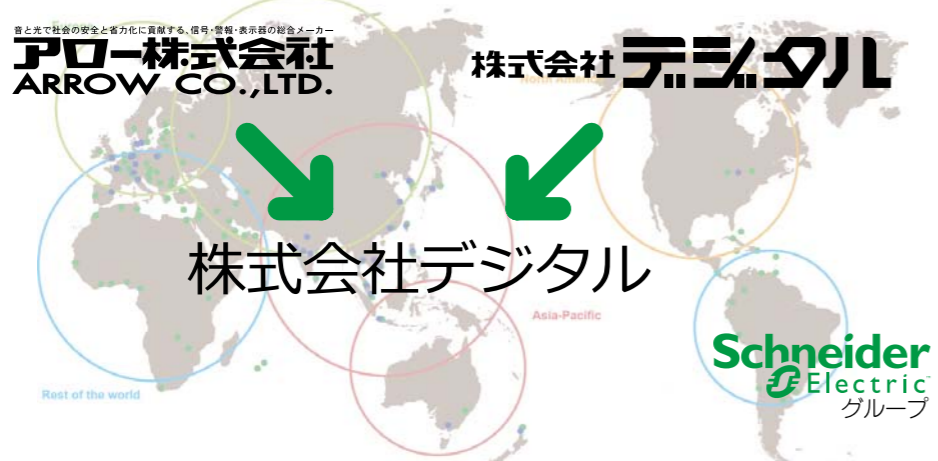 音と光で社会の安全と省力化に貢献する、信号・警報・表示器の総合メーカー
アロー株式会社
ARROW CO.,LTD.
株式会社デジタル
株式会社デジタル
Asia-Pacific
Schneider
Electric
グループ
Rest of the world